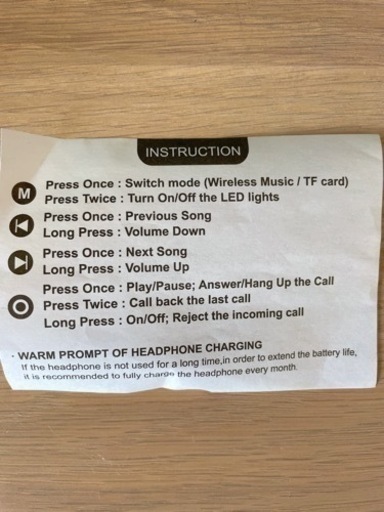 INSTRUCTION
M
Press Once : Switch mode (Wireless Music / TF card)
Press Twice : Turn On/Off the LED lights
Press Once : Previous Song
Long Press : Volume Down
Press Once : Next Song
Long Press : Volume Up
Press Once : Play/Pause; Answer/Hang Up the Call
Press Twice : Call back the last call
Long Press : On/Off; Reject the incoming call
· WARM PROMPT OF HEADPHONE CHARGING
If the headphone is not used for a long time,in order to extend the battery life,
it is recommended to fully charge the headphone every month.